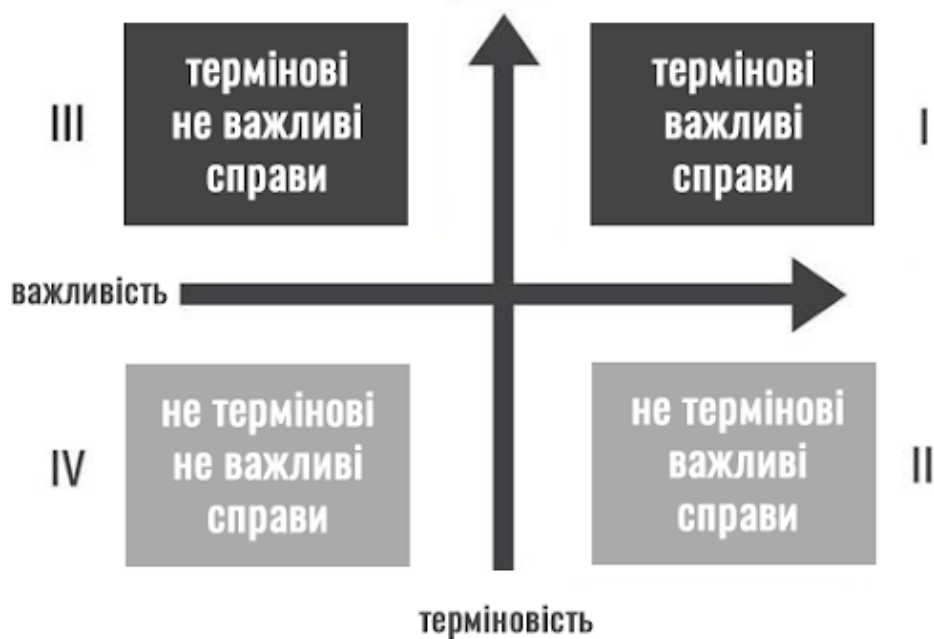 III
термінові
не важливі
справи
термінові
важливі
справи
I
важливість
IV
не термінові
не важливі
справи
не термінові
важливі
справи
II
терміновість